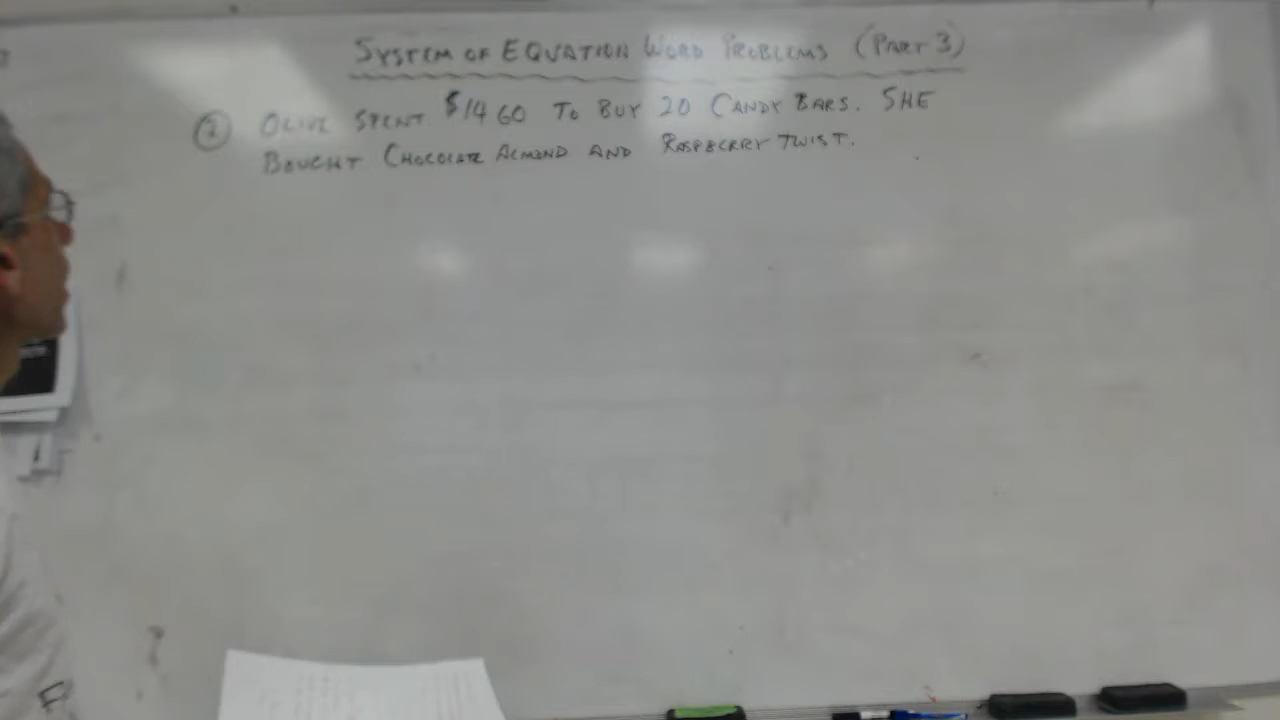 SYSTEM OF EQUATION WORD PROBLEMS (PART 3)
② OLIVE SPENT $14.60 TO BUY 20 CANDY BARS. SHE
BOUGHT CHOCOLATE ALMOND AND RASPBERRY TWIST.